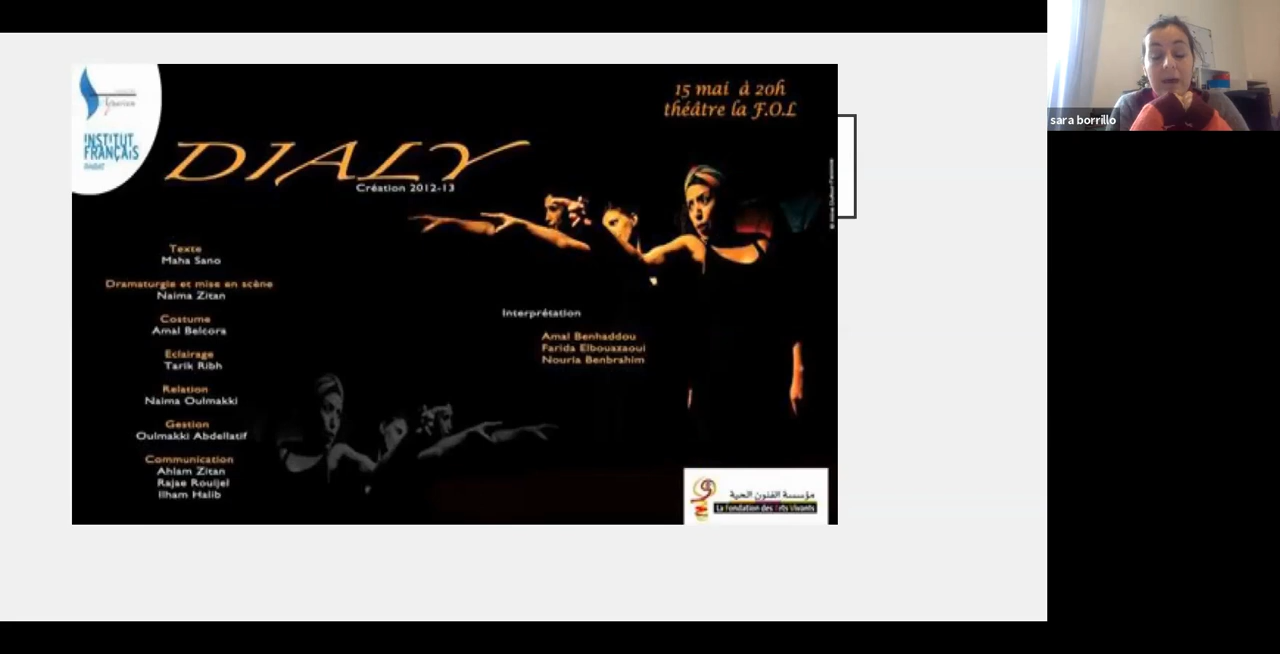 INSTITUT
FRANÇAIS
15 mai à 20h
théâtre la F.O.L
DIALY
Création 2012-13
Texte
Maha Sano
Dramaturgie et mise en scène
Naima Zitan
Costume
Amal Belcora
Eclairage
Tarik Ribh
Relation
Naima Oulmakki
Gestion
Oulmakki Abdellatif
Communication
Ahlam Zitan
Rajae Rouijel
Ilham Halib
Interprétation
Amal Benhaddou
Farida Elbouazaoui
Nouria Benbrahim
مؤسسة الفنون الحية
La Fondation des Arts Vivants
sara borrillo